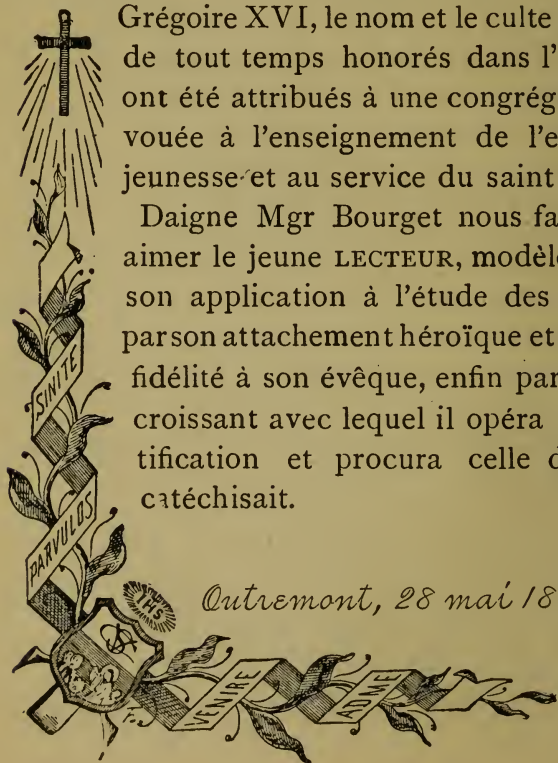 Grégoire XVI, le nom et le culte
de tout temps honorés dans l'
ont été attribués à une congrég
vouée à l'enseignement de l'e
jeunesse et au service du saint
Daigne Mgr Bourget nous fa
aimer le jeune LECTEUR, modèl
son application à l'étude des
par son attachement héroïque et
fidélité à son évêque, enfin par
croissant avec lequel il opéra
tification et procura celle d
catéchisait.
Outremont, 28 mai 18
SINITE
PARVULOS
IHS
VENIRE
AD ME